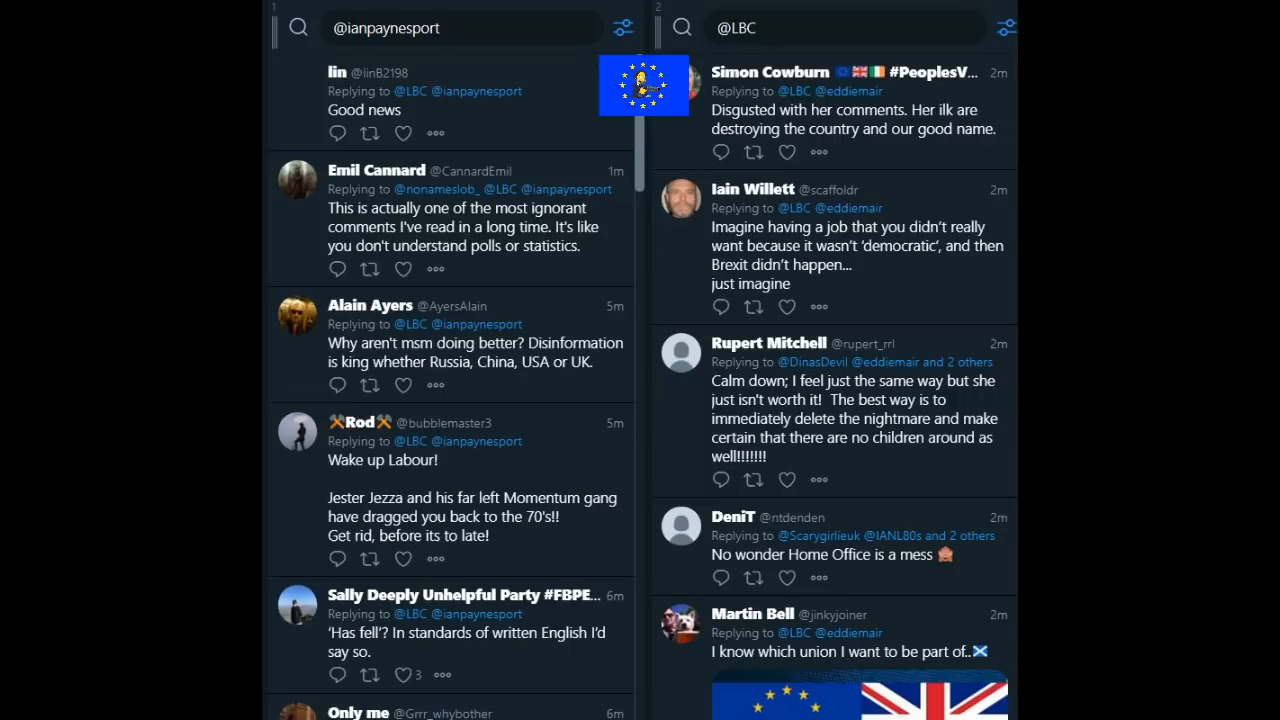 1
@ianpaynesport
lin @linB2198
Replying to @LBC @ianpaynesport
Good news
Emil Cannard @CannardEmil 1m
Replying to @nonameslob_ @LBC @ianpaynesport
This is actually one of the most ignorant
comments I've read in a long time. It's like
you don't understand polls or statistics.
Alain Ayers @AyersAlain 5m
Replying to @LBC @ianpaynesport
Why aren't msm doing better? Disinformation
is king whether Russia, China, USA or UK.
⚒Rod⚒ @bubblemaster3 5m
Replying to @LBC @ianpaynesport
Wake up Labour!
Jester Jezza and his far left Momentum gang
have dragged you back to the 70's!!
Get rid, before its to late!
Sally Deeply Unhelpful Party #FBPE... 6m
Replying to @LBC @ianpaynesport
‘Has fell’? In standards of written English I’d
say so.
3
Only me @Grrr_whybother 6m
2
@LBC
Simon Cowburn 🇪🇺🇬🇧🇮🇪 #PeoplesV... 2m
Replying to @LBC @eddiemair
Disgusted with her comments. Her ilk are
destroying the country and our good name.
Iain Willett @scaffoldr 2m
Replying to @LBC @eddiemair
Imagine having a job that you didn’t really
want because it wasn’t ‘democratic’, and then
Brexit didn’t happen...
just imagine
Rupert Mitchell @rupert_rrl 2m
Replying to @DinasDevil @eddiemair and 2 others
Calm down; I feel just the same way but she
just isn't worth it! The best way is to
immediately delete the nightmare and make
certain that there are no children around as
well!!!!!!!
DeniT @ntdenden 2m
Replying to @Scarygirlieuk @IANL80s and 2 others
No wonder Home Office is a mess 🙈
Martin Bell @jinkyjoiner 2m
Replying to @LBC @eddiemair
I know which union I want to be part of..🏴󠁧󠁢󠁳󠁣󠁴󠁿